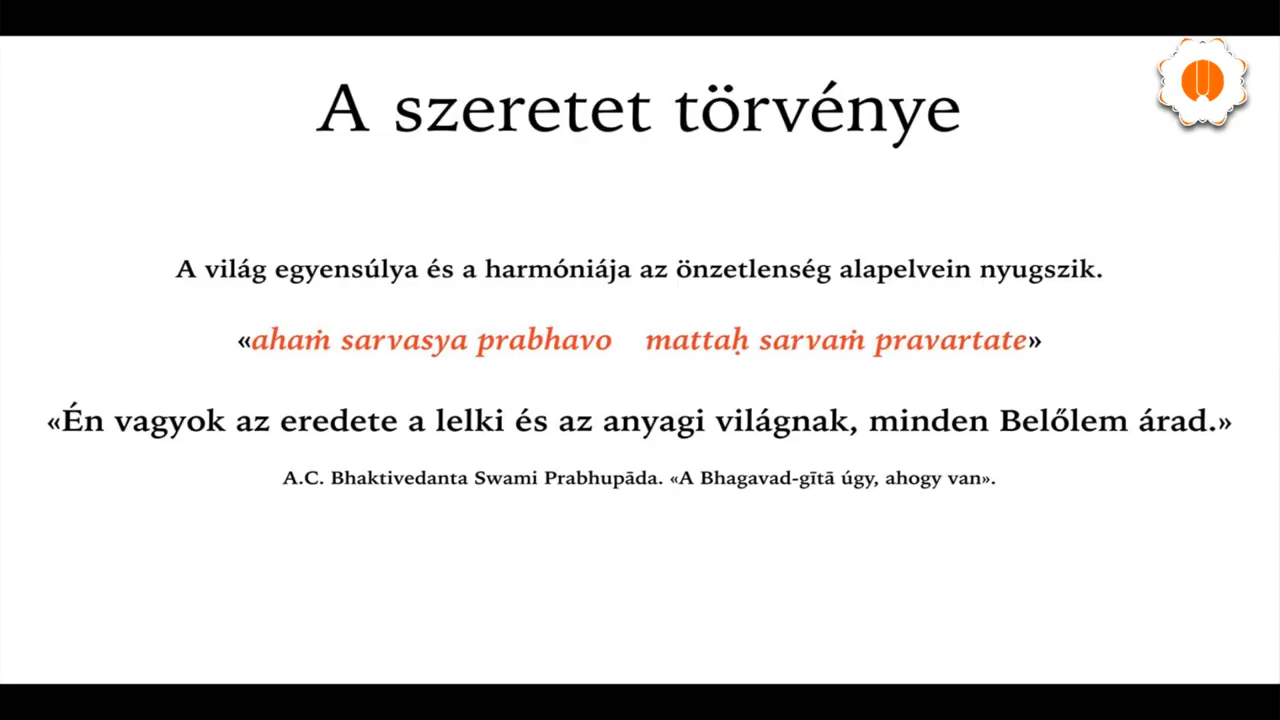 A szeretet törvénye
A világ egyensúlya és a harmóniája az önzetlenség alapelvein nyugszik.
«ahaṁ sarvasya prabhavo mattaḥ sarvaṁ pravartate»
«Én vagyok az eredete a lelki és az anyagi világnak, minden Belőlem árad.»
A.C. Bhaktivedanta Swami Prabhupāda. «A Bhagavad-gītā úgy, ahogy van».